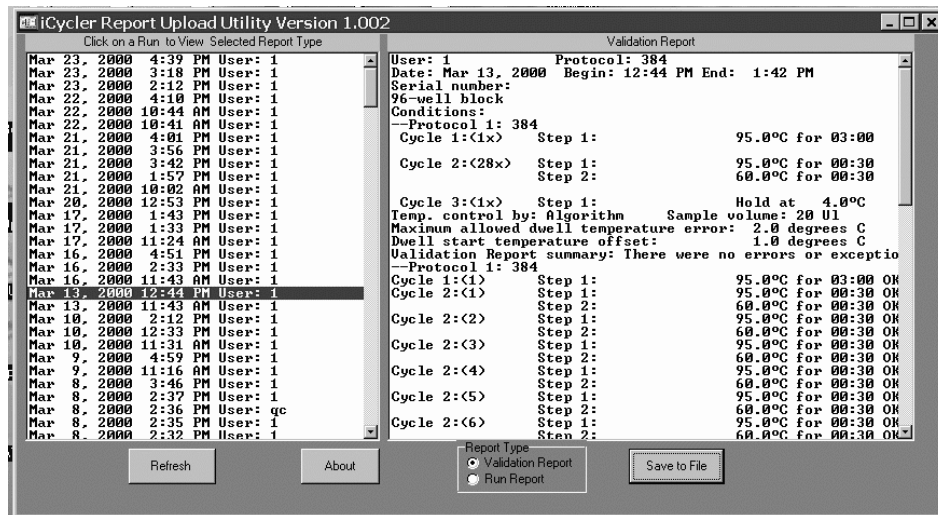 iCycler Report Upload Utility Version 1.002
Click on a Run to View Selected Report Type
Mar 23, 2000 4:39 PM User: 1
Mar 23, 2000 3:18 PM User: 1
Mar 23, 2000 2:12 PM User: 1
Mar 22, 2000 4:10 PM User: 1
Mar 22, 2000 10:44 AM User: 1
Mar 22, 2000 10:41 AM User: 1
Mar 21, 2000 4:01 PM User: 1
Mar 21, 2000 3:56 PM User: 1
Mar 21, 2000 3:42 PM User: 1
Mar 21, 2000 1:57 PM User: 1
Mar 21, 2000 10:02 AM User: 1
Mar 20, 2000 12:53 PM User: 1
Mar 17, 2000 1:43 PM User: 1
Mar 17, 2000 1:33 PM User: 1
Mar 17, 2000 11:24 AM User: 1
Mar 16, 2000 4:51 PM User: 1
Mar 16, 2000 2:33 PM User: 1
Mar 16, 2000 11:43 AM User: 1
Mar 13, 2000 12:44 PM User: 1
Mar 13, 2000 11:43 AM User: 1
Mar 10, 2000 2:12 PM User: 1
Mar 10, 2000 12:33 PM User: 1
Mar 10, 2000 11:31 AM User: 1
Mar 9, 2000 4:59 PM User: 1
Mar 9, 2000 11:16 AM User: 1
Mar 8, 2000 3:46 PM User: 1
Mar 8, 2000 2:37 PM User: 1
Mar 8, 2000 2:36 PM User: qc
Mar 8, 2000 2:35 PM User: 1
Mar 8, 2000 2:32 PM User: 1
Validation Report
User: 1 Protocol: 384
Date: Mar 13, 2000 Begin: 12:44 PM End: 1:42 PM
Serial number:
96-well block
Conditions:
--Protocol 1: 384
Cycle 1:(1x) Step 1: 95.0ºC for 03:00
Cycle 2:(28x) Step 1: 95.0ºC for 00:30
Step 2: 60.0ºC for 00:30
Cycle 3:(1x) Step 1: Hold at 4.0ºC
Temp. control by: Algorithm Sample volume: 20 Ul
Maximum allowed dwell temperature error: 2.0 degrees C
Dwell start temperature offset: 1.0 degrees C
Validation Report summary: There were no errors or exceptio
--Protocol 1: 384
Cycle 1:(1) Step 1: 95.0ºC for 03:00 OK
Cycle 2:(1) Step 1: 95.0ºC for 00:30 OK
Step 2: 60.0ºC for 00:30 OK
Cycle 2:(2) Step 1: 95.0ºC for 00:30 OK
Step 2: 60.0ºC for 00:30 OK
Cycle 2:(3) Step 1: 95.0ºC for 00:30 OK
Step 2: 60.0ºC for 00:30 OK
Cycle 2:(4) Step 1: 95.0ºC for 00:30 OK
Step 2: 60.0ºC for 00:30 OK
Cycle 2:(5) Step 1: 95.0ºC for 00:30 OK
Step 2: 60.0ºC for 00:30 OK
Cycle 2:(6) Step 1: 95.0ºC for 00:30 OK
Step 2: 60.0ºC for 00:30 OK
Refresh
About
Report Type
Validation Report
Run Report
Save to File